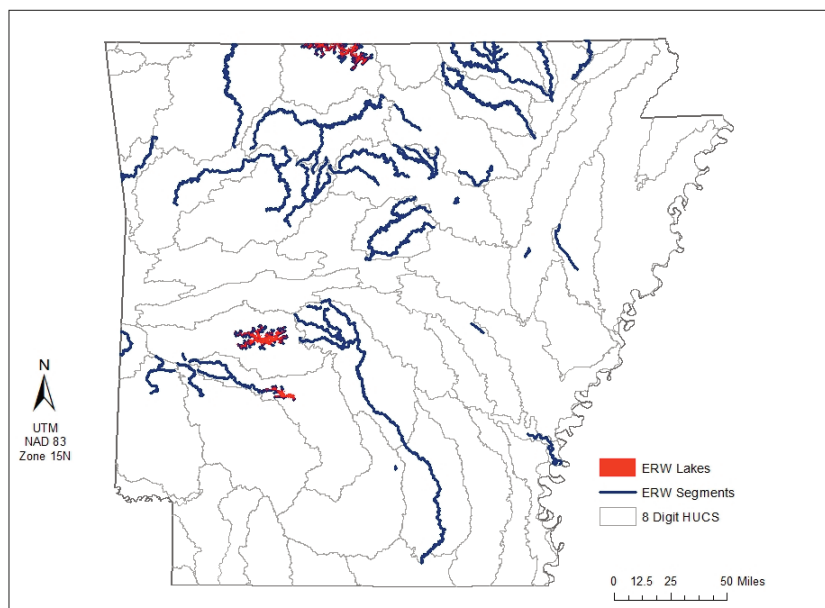 N
UTM
NAD 83
Zone 15N
ERW Lakes
ERW Segments
8 Digit HUCS
0 12.5 25 50 Miles